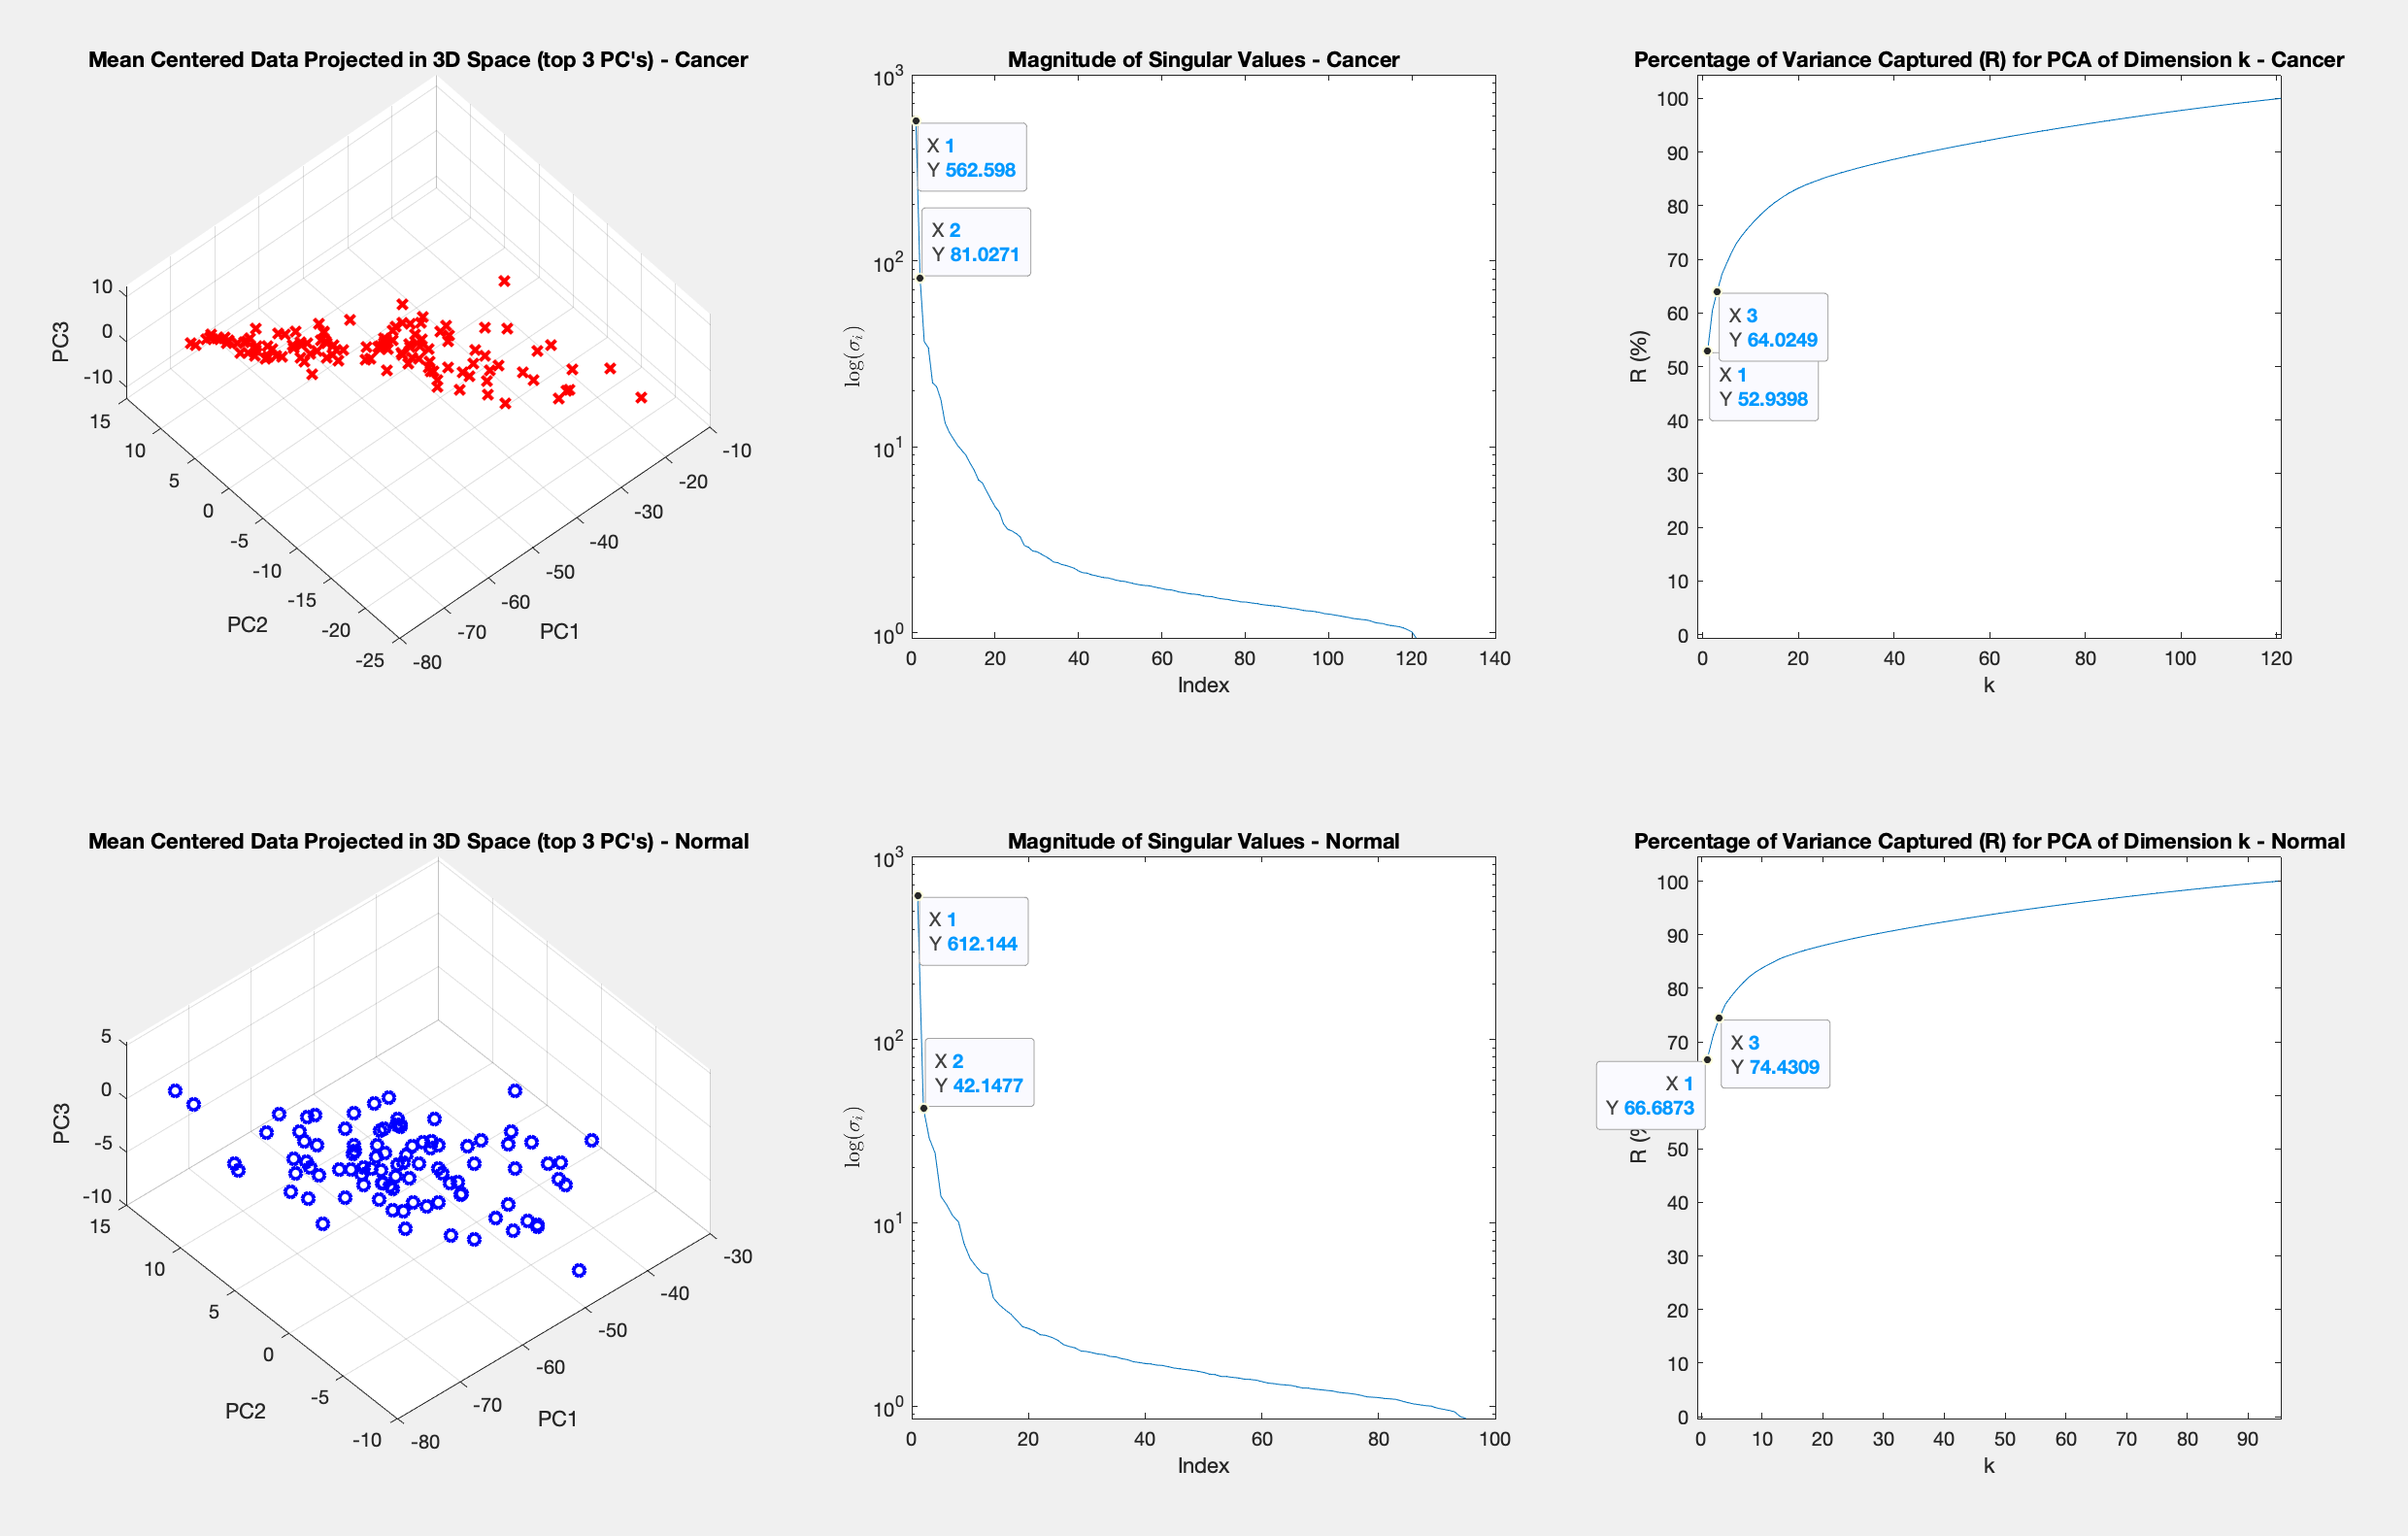 Mean Centered Data Projected in 3D Space (top 3 PC's) - Cancer
PC3
10
0
-10
15
10
5
0
-5
-10
-15
-20
-25
PC2
-80
-70
-60
-50
-40
-30
-20
-10
PC1
Magnitude of Singular Values - Cancer
log(σi)
10^3
10^2
10^1
10^0
X 1
Y 562.598
X 2
Y 81.0271
0 20 40 60 80 100 120 140
Index
Percentage of Variance Captured (R) for PCA of Dimension k - Cancer
R (%)
100
90
80
70
60
50
40
30
20
10
0
X 3
Y 64.0249
X 1
Y 52.9398
0 20 40 60 80 100 120
k
Mean Centered Data Projected in 3D Space (top 3 PC's) - Normal
PC3
5
0
-5
-10
15
10
5
0
-5
-10
PC2
-80
-70
-60
-50
-40
-30
PC1
Magnitude of Singular Values - Normal
log(σi)
10^3
10^2
10^1
10^0
X 1
Y 612.144
X 2
Y 42.1477
0 20 40 60 80 100
Index
Percentage of Variance Captured (R) for PCA of Dimension k - Normal
100
90
80
70
50
40
30
20
10
0
X 3
Y 74.4309
X 1
Y 66.6873
R (%
0 10 20 30 40 50 60 70 80 90
k